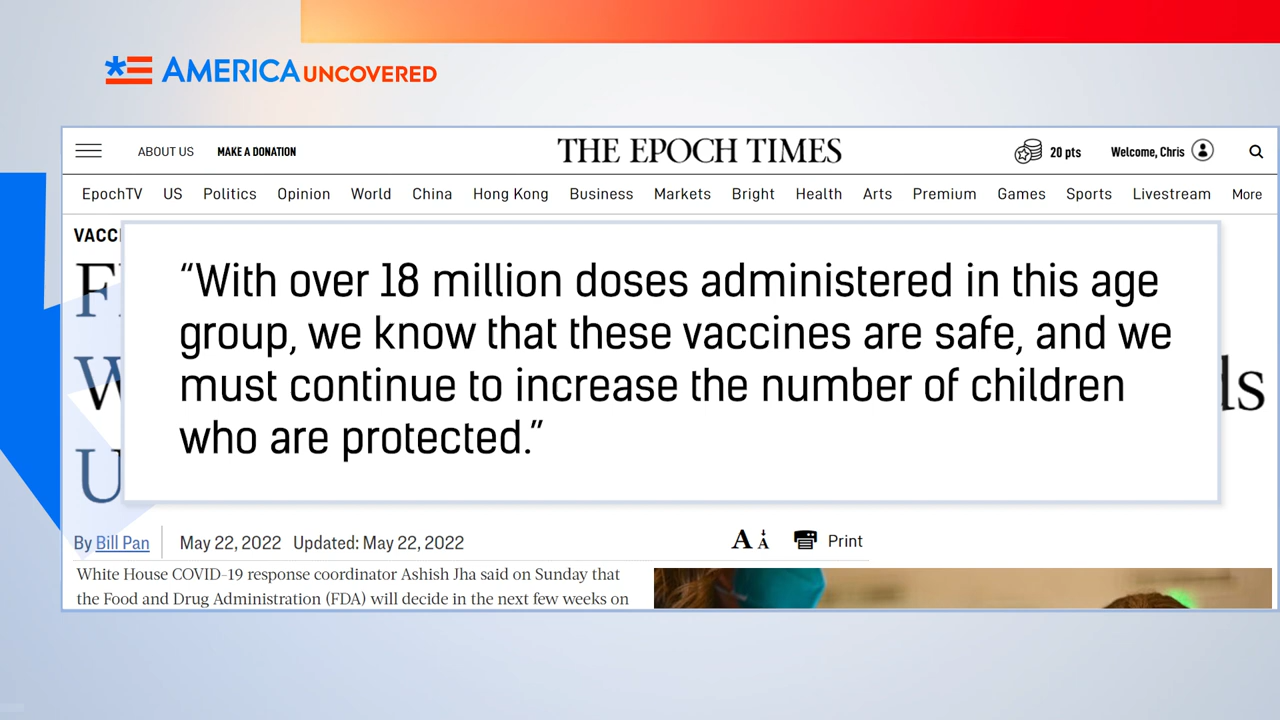 AMERICA UNCOVERED
ABOUT US MAKE A DONATION THE EPOCH TIMES 20 pts Welcome, Chris
EpochTV US Politics Opinion World China Hong Kong Business Markets Bright Health Arts Premium Games Sports Livestream More
“With over 18 million doses administered in this age
group, we know that these vaccines are safe, and we
must continue to increase the number of children
who are protected.”
By Bill Pan May 22, 2022 Updated: May 22, 2022 A A Print
White House COVID-19 response coordinator Ashish Jha said on Sunday that
the Food and Drug Administration (FDA) will decide in the next few weeks on